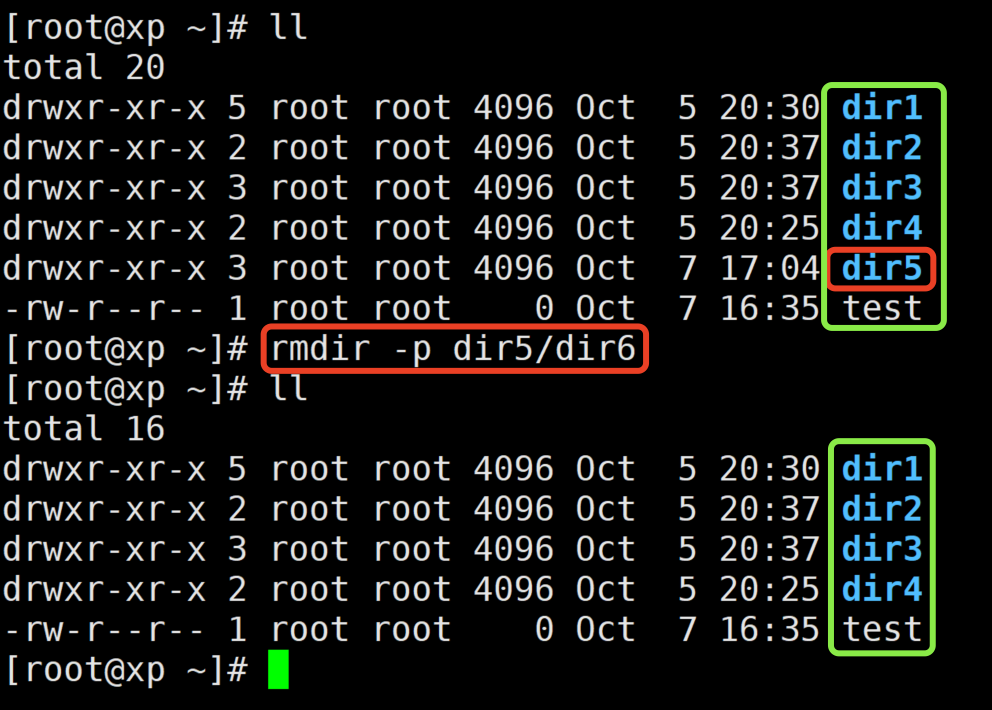 [root@xp ~]# ll
total 20
drwxr-xr-x 5 root root 4096 Oct  5 20:30 dir1
drwxr-xr-x 2 root root 4096 Oct  5 20:37 dir2
drwxr-xr-x 3 root root 4096 Oct  5 20:37 dir3
drwxr-xr-x 2 root root 4096 Oct  5 20:25 dir4
drwxr-xr-x 3 root root 4096 Oct  7 17:04 dir5
-rw-r--r-- 1 root root    0 Oct  7 16:35 test
[root@xp ~]# rmdir -p dir5/dir6
[root@xp ~]# ll
total 16
drwxr-xr-x 5 root root 4096 Oct  5 20:30 dir1
drwxr-xr-x 2 root root 4096 Oct  5 20:37 dir2
drwxr-xr-x 3 root root 4096 Oct  5 20:37 dir3
drwxr-xr-x 2 root root 4096 Oct  5 20:25 dir4
-rw-r--r-- 1 root root    0 Oct  7 16:35 test
[root@xp ~]#